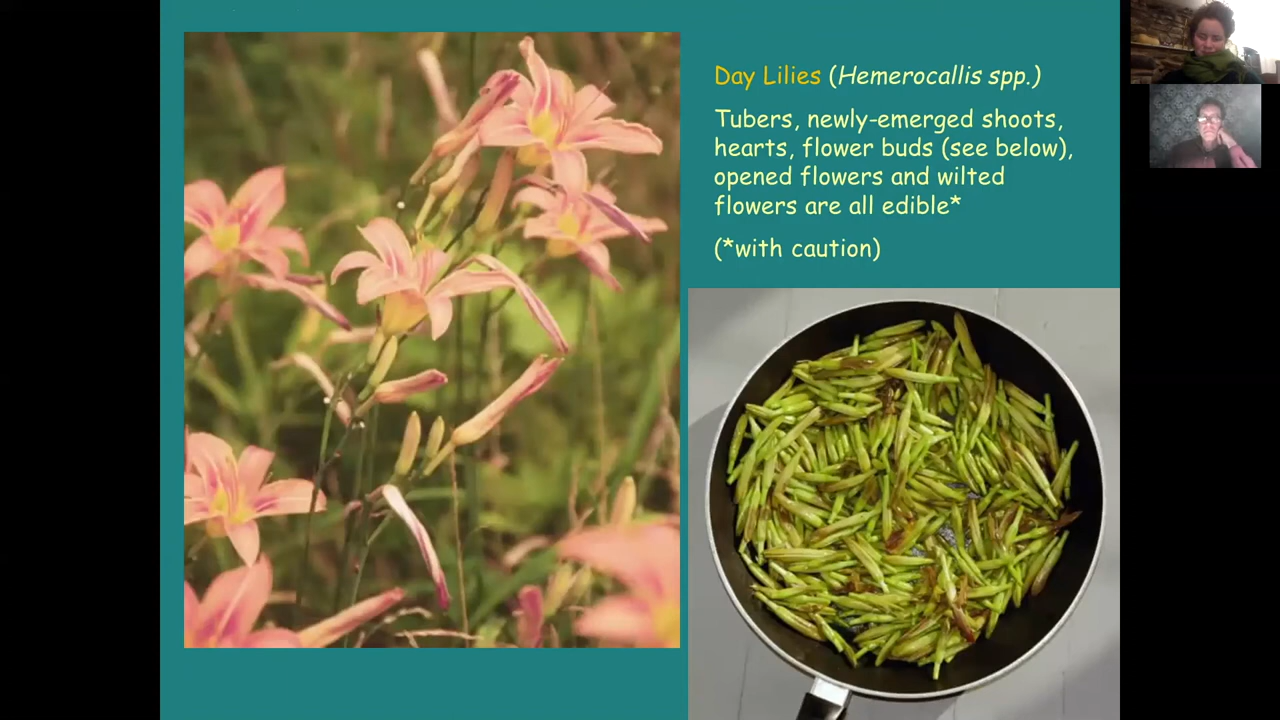 Day Lilies (Hemerocallis spp.)
Tubers, newly-emerged shoots,
hearts, flower buds (see below),
opened flowers and wilted
flowers are all edible*
(*with caution)